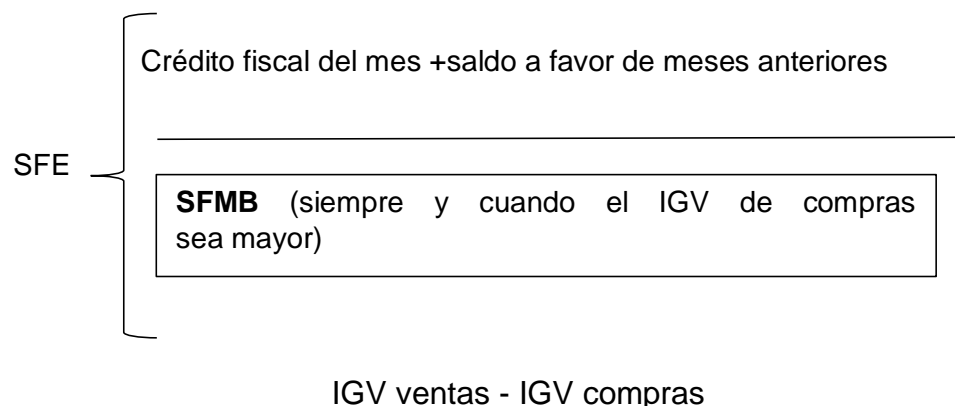 Crédito fiscal del mes +saldo a favor de meses anteriores
SFE
SFMB (siempre y cuando el IGV de compras
sea mayor)
IGV ventas - IGV compras